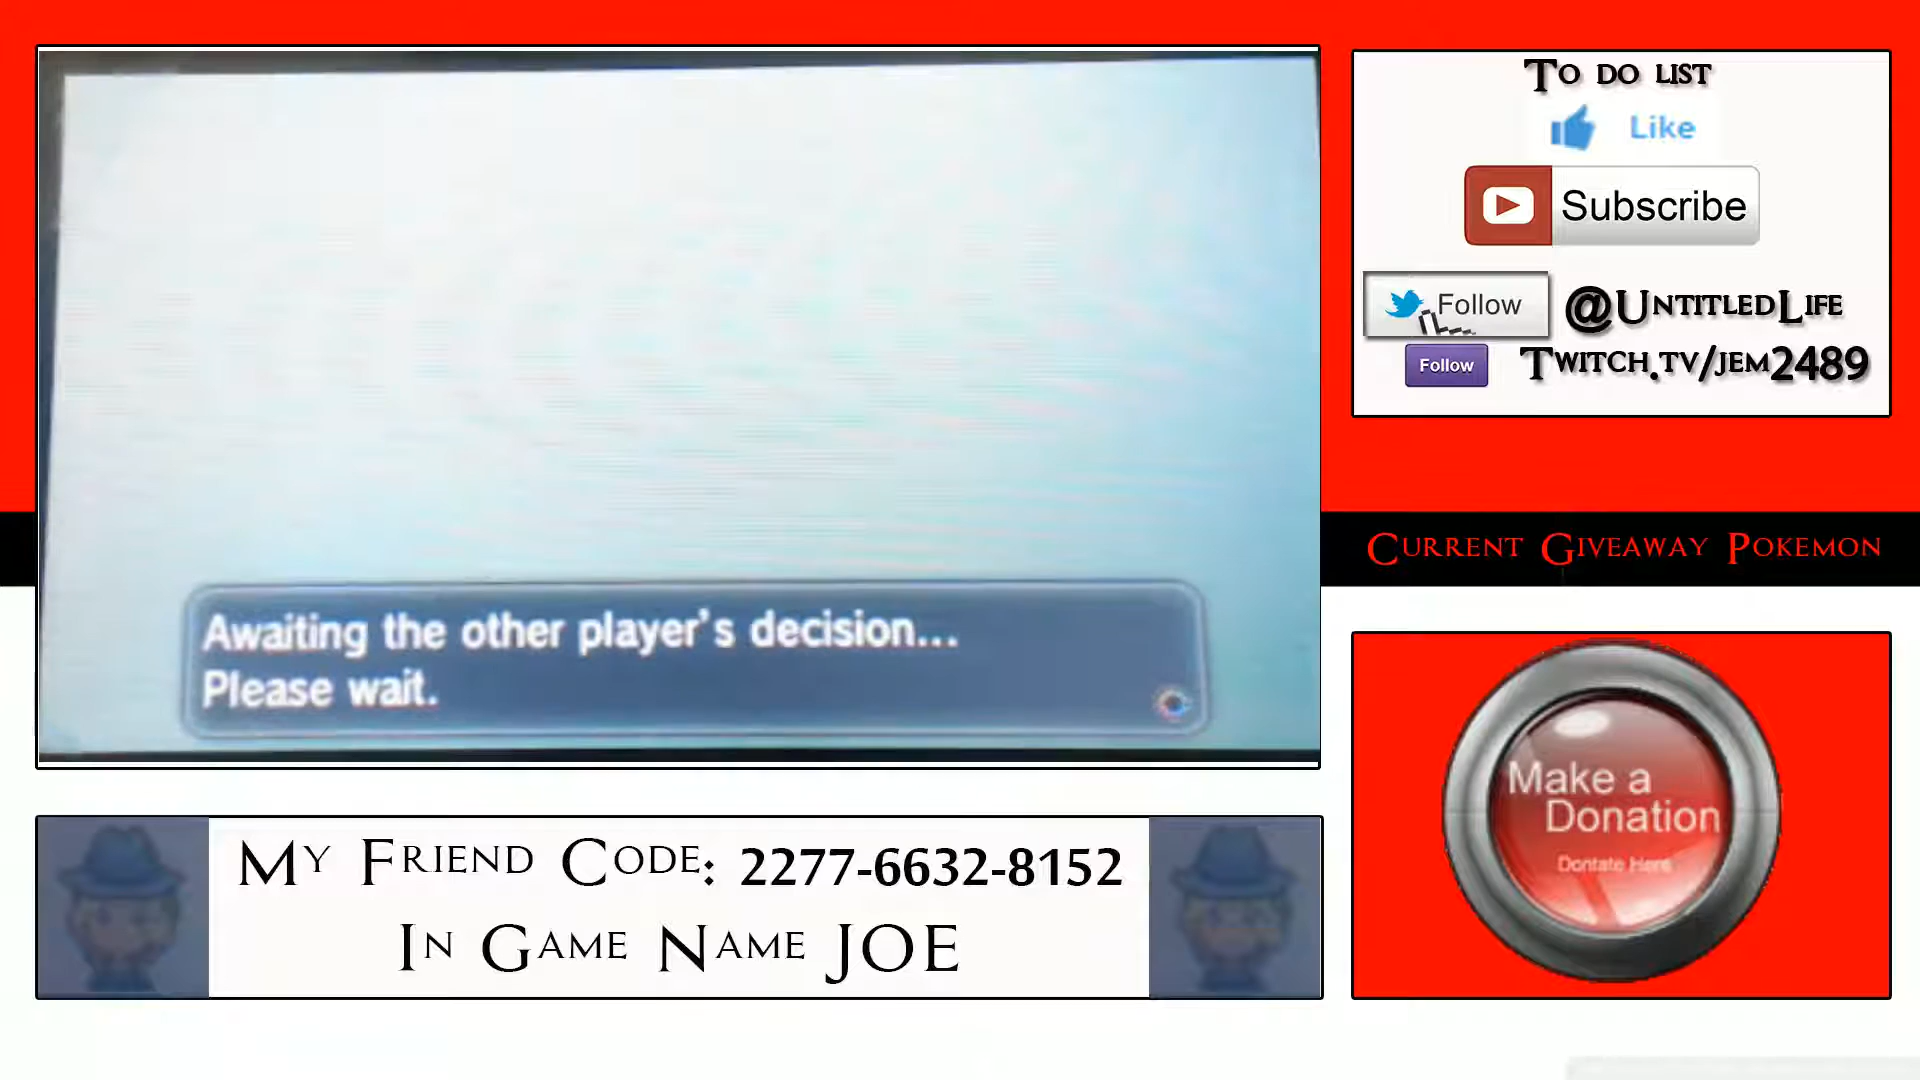 Awaiting the other player's decision...
Please wait.
To do list
Like
Subscribe
Follow @UntitledLife
Follow Twitch.tv/jem2489
Current Giveaway Pokemon
Make a
Donation
Dontate Here
My Friend Code: 2277-6632-8152
In Game Name JOE